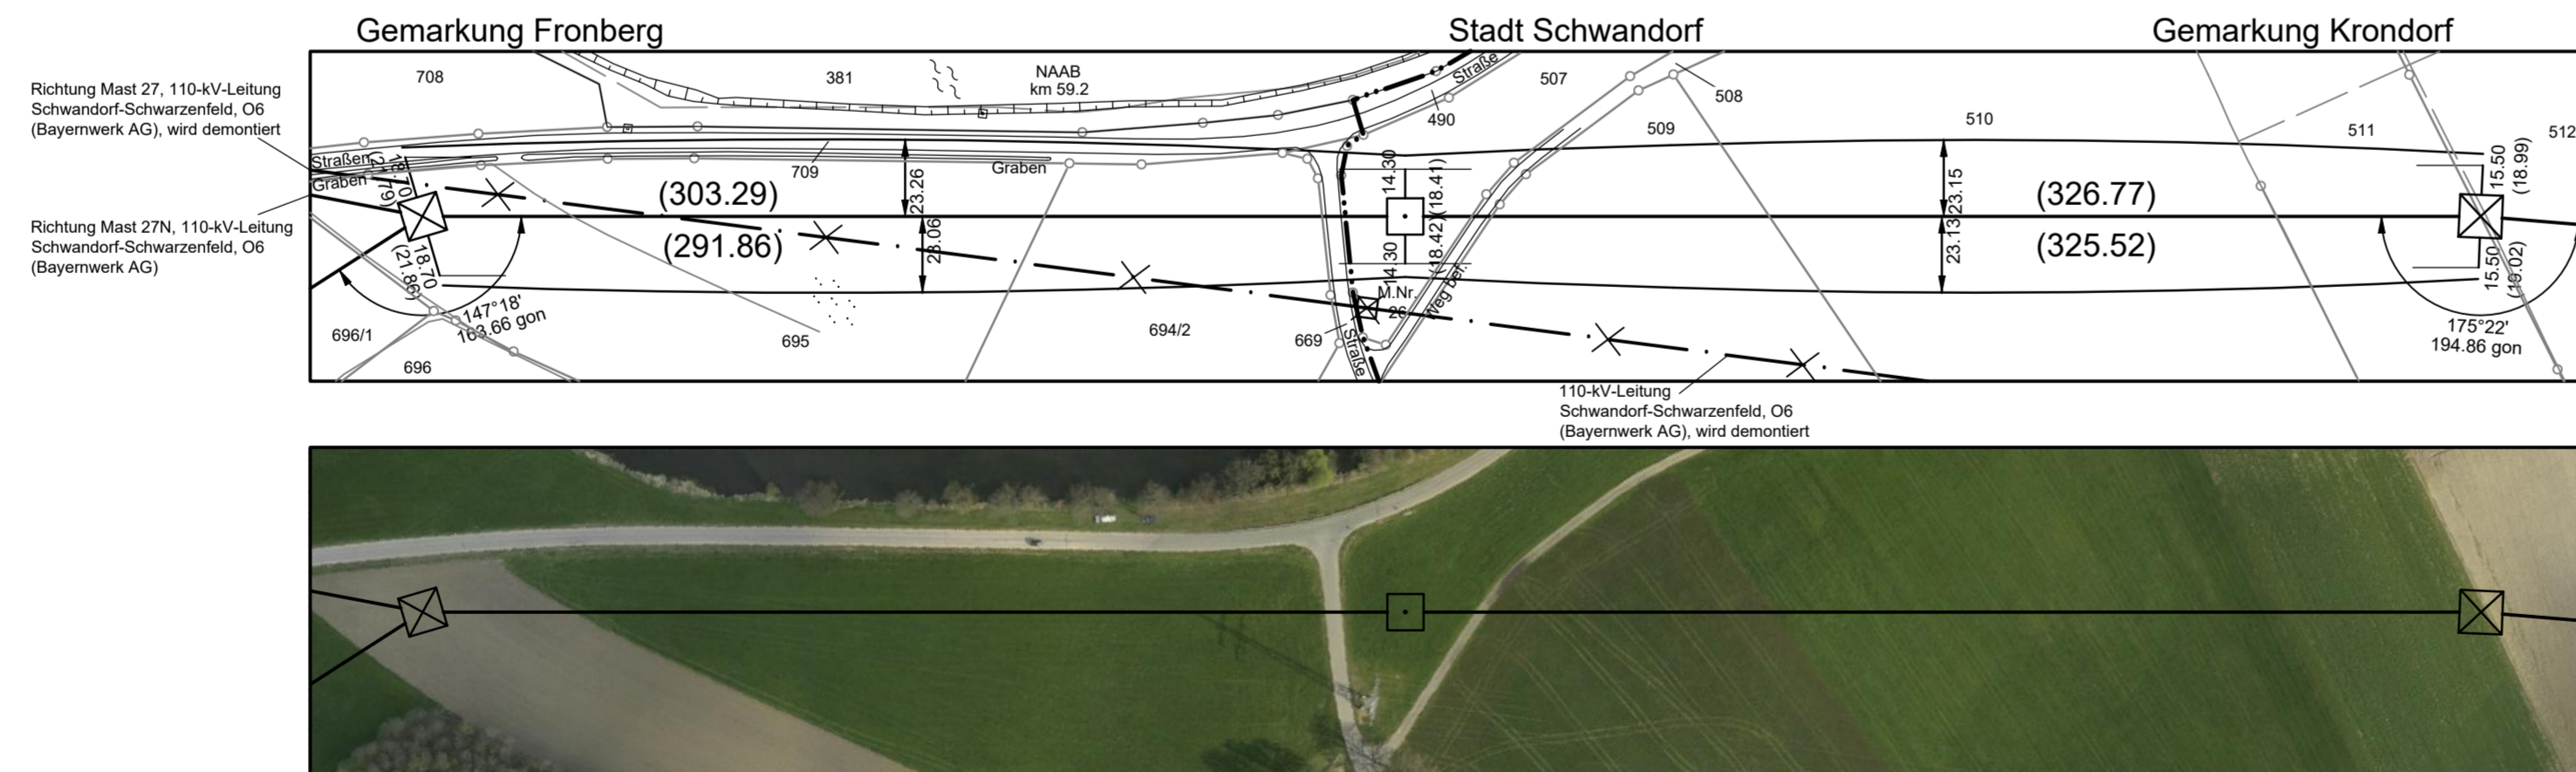 Gemarkung Fronberg
Stadt Schwandorf
Gemarkung Krondorf
Richtung Mast 27, 110-kV-Leitung
Schwandorf-Schwarzenfeld, O6
(Bayernwerk AG), wird demontiert
Richtung Mast 27N, 110-kV-Leitung
Schwandorf-Schwarzenfeld, O6
(Bayernwerk AG)
708
381
NAAB
km 59.2
Straße
507
508
490
509
510
511
512
Straßen
Graben
18.70
(21.79)
709
Graben
(303.29)
23.26
(291.86)
23.06
14.30
(18.41)
14.30
(18.42)
23.15
23.13
(326.77)
(325.52)
15.50
(18.99)
15.50
(19.02)
18.70
(21.86)
147°18'
163.66 gon
M.Nr.
26
Weg bef.
175°22'
194.86 gon
696/1
696
695
694/2
669
Straße
110-kV-Leitung
Schwandorf-Schwarzenfeld, O6
(Bayernwerk AG), wird demontiert